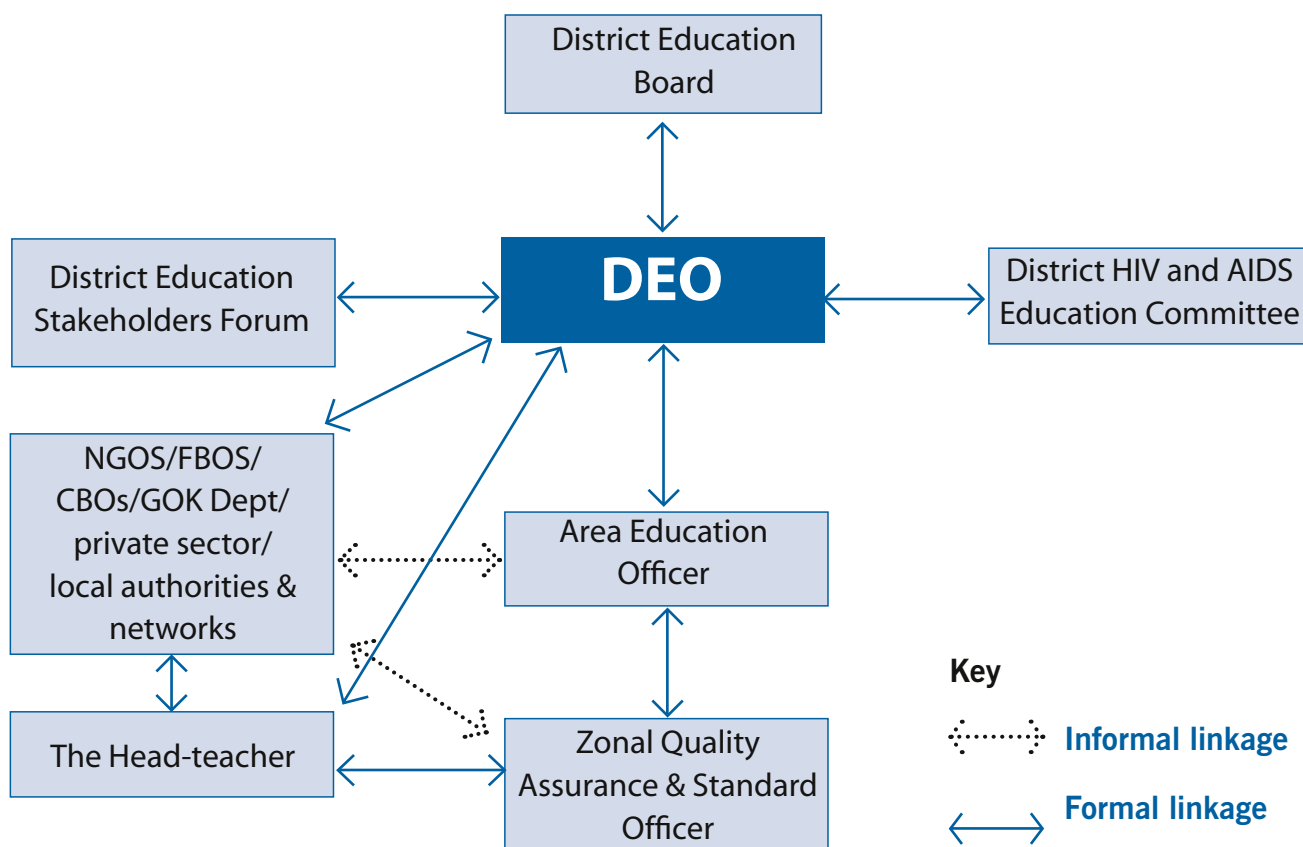 District Education
Board
District Education
Stakeholders Forum
DEO
District HIV and AIDS
Education Committee
NGOS/FBOS/
CBOs/GOK Dept/
private sector/
local authorities &
networks
Area Education
Officer
The Head-teacher
Zonal Quality
Assurance & Standard
Officer
Key
Informal linkage
Formal linkage